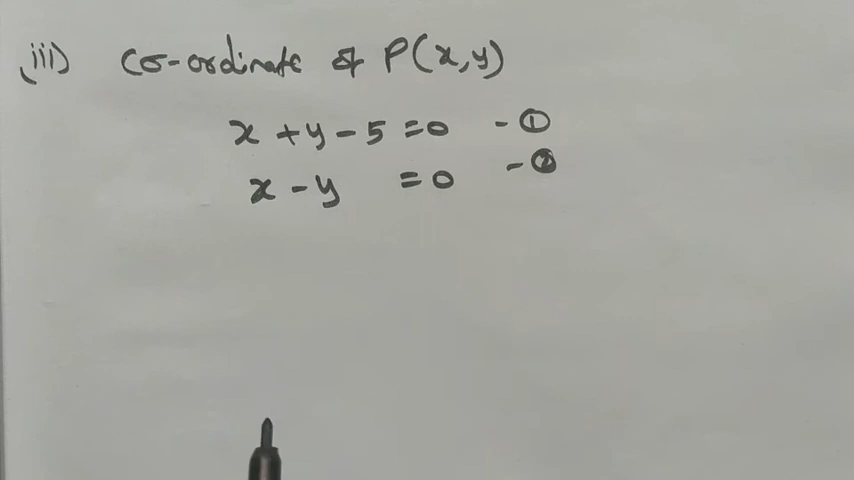 (iii) Co-ordinate of P(x,y)
x + y - 5 = 0 - ①
x - y = 0 - ②